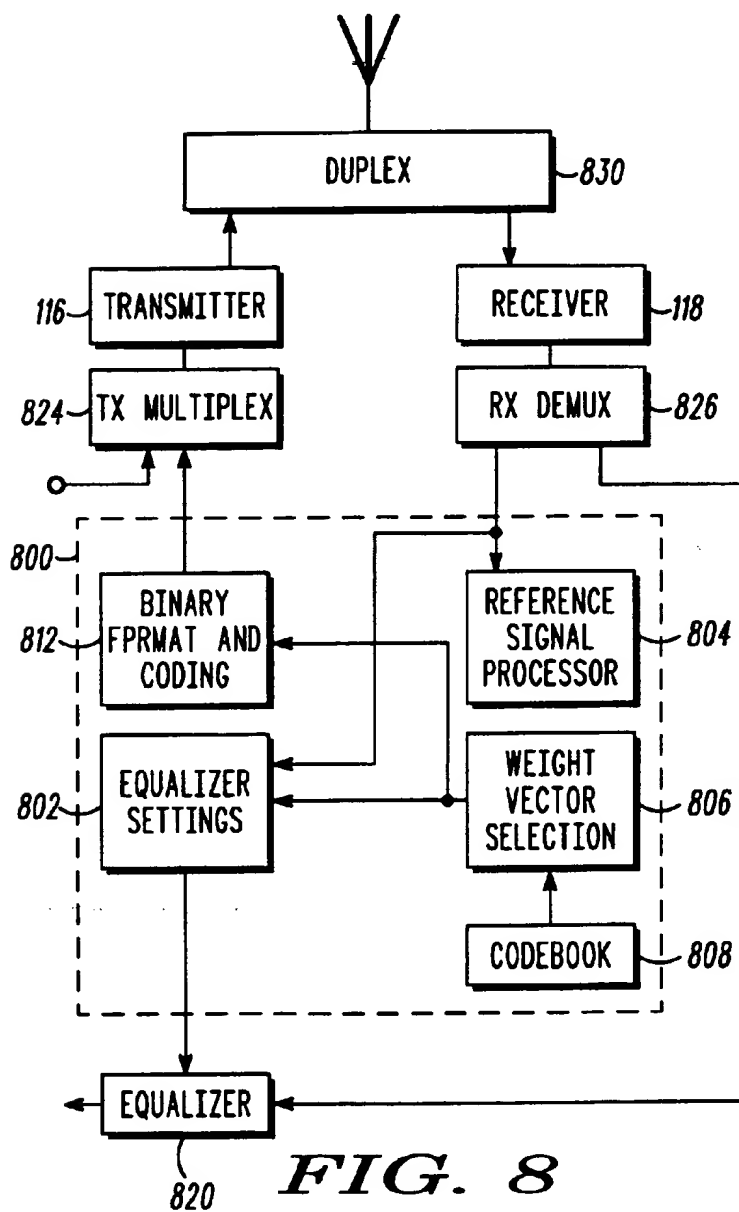 DUPLEX
830
116
TRANSMITTER
RECEIVER
118
824
TX MULTIPLEX
RX DEMUX
826
800
812
BINARY
FPRMAT AND
CODING
REFERENCE
SIGNAL
PROCESSOR
804
802
EQUALIZER
SETTINGS
WEIGHT
VECTOR
SELECTION
806
CODEBOOK
808
EQUALIZER
820
FIG. 8